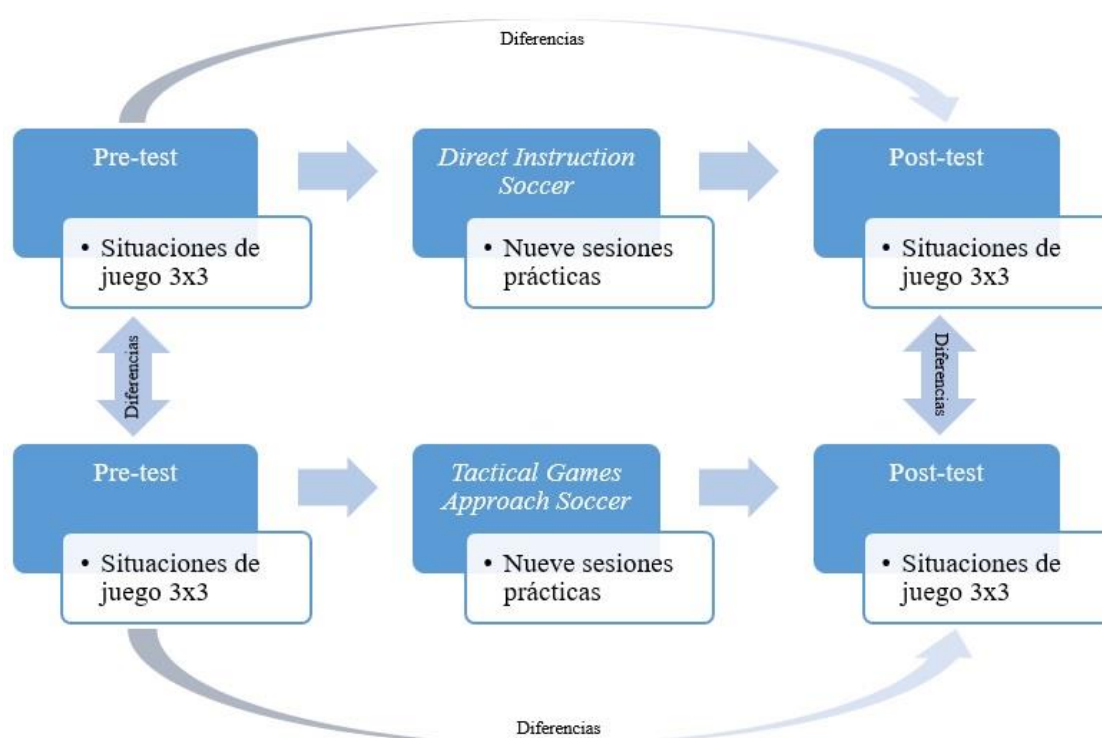 Diferencias
Pre-test
• Situaciones de
juego 3x3
Direct Instruction
Soccer
• Nueve sesiones
prácticas
Post-test
• Situaciones de
juego 3x3
Diferencias
Diferencias
Pre-test
• Situaciones de
juego 3x3
Tactical Games
Approach Soccer
• Nueve sesiones
prácticas
Post-test
• Situaciones de
juego 3x3
Diferencias